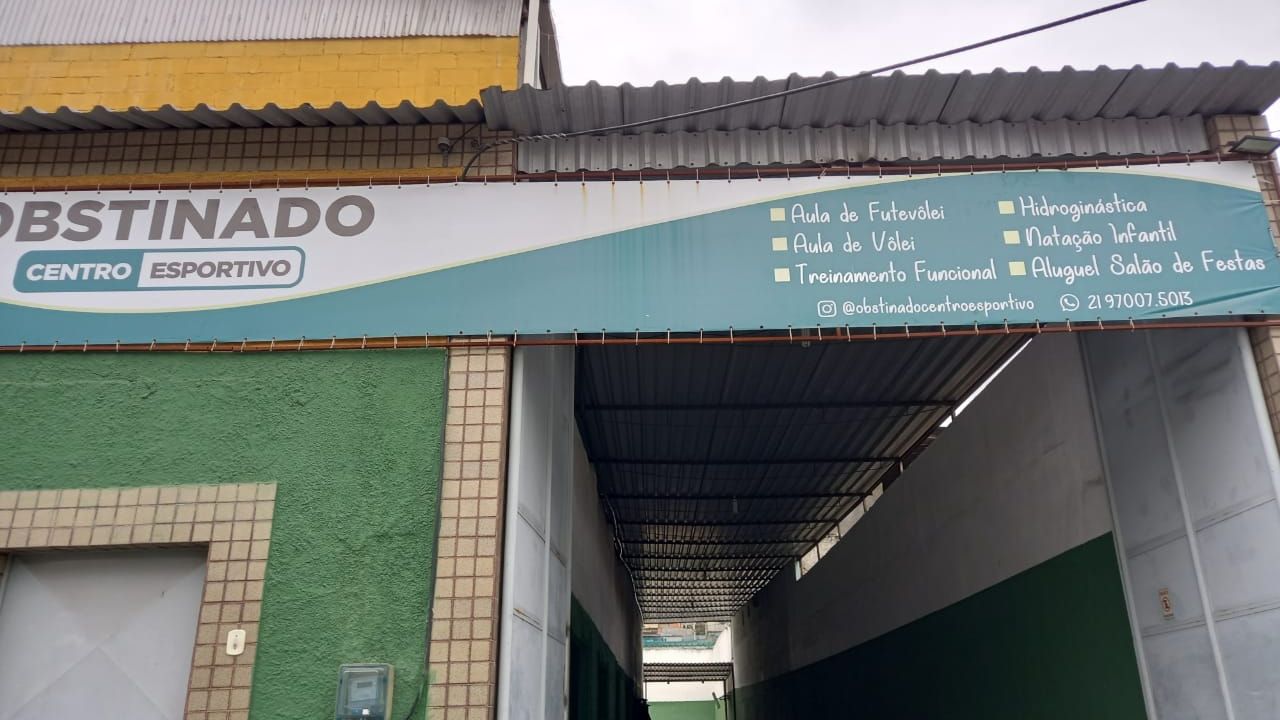 OBSTINADO
CENTRO ESPORTIVO
Aula de Futevôlei
Aula de Vôlei
Treinamento Funcional
Hidroginástica
Natação Infantil
Aluguel Salão de Festas
@obstinadocentroesportivo 21 97007.5013